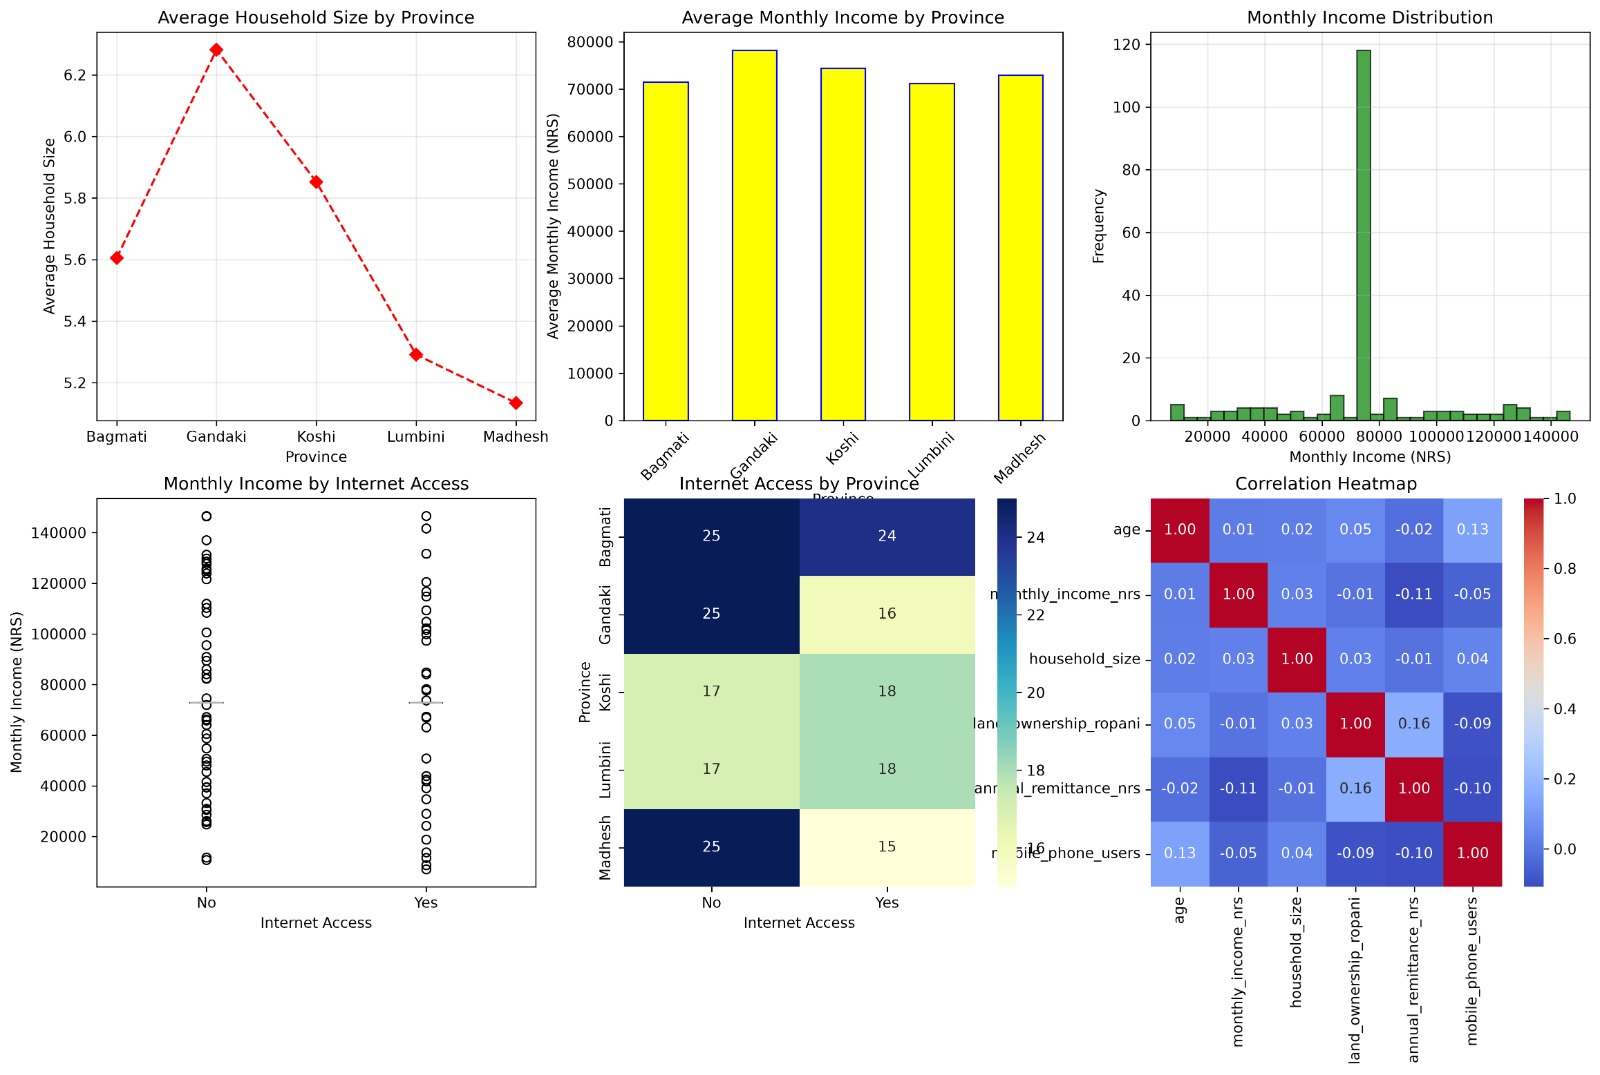 Average Household Size by Province
Average Household Size
6.2
6.0
5.8
5.6
5.4
5.2
Bagmati Gandaki Koshi Lumbini Madhesh
Province
Average Monthly Income by Province
Average Monthly Income (NRS)
80000
70000
60000
50000
40000
30000
20000
10000
0
Bagmati Gandaki Koshi Lumbini Madhesh
Province
Monthly Income Distribution
Frequency
120
100
80
60
40
20
0
20000 40000 60000 80000 100000 120000 140000
Monthly Income (NRS)
Monthly Income by Internet Access
Monthly Income (NRS)
140000
120000
100000
80000
60000
40000
20000
No Yes
Internet Access
Internet Access by Province
Province
Bagmati 25 24
Gandaki 25 16
Koshi 17 18
Lumbini 17 18
Madhesh 25 15
No Yes
Internet Access
24
22
20
18
16
Correlation Heatmap
age 1.00 0.01 0.02 0.05 -0.02 0.13
monthly_income_nrs 0.01 1.00 0.03 -0.01 -0.11 -0.05
household_size 0.02 0.03 1.00 0.03 -0.01 0.04
land_ownership_ropani 0.05 -0.01 0.03 1.00 0.16 -0.09
annual_remittance_nrs -0.02 -0.11 -0.01 0.16 1.00 -0.10
mobile_phone_users 0.13 -0.05 0.04 -0.09 -0.10 1.00
age monthly_income_nrs household_size land_ownership_ropani annual_remittance_nrs mobile_phone_users
1.0
0.8
0.6
0.4
0.2
0.0